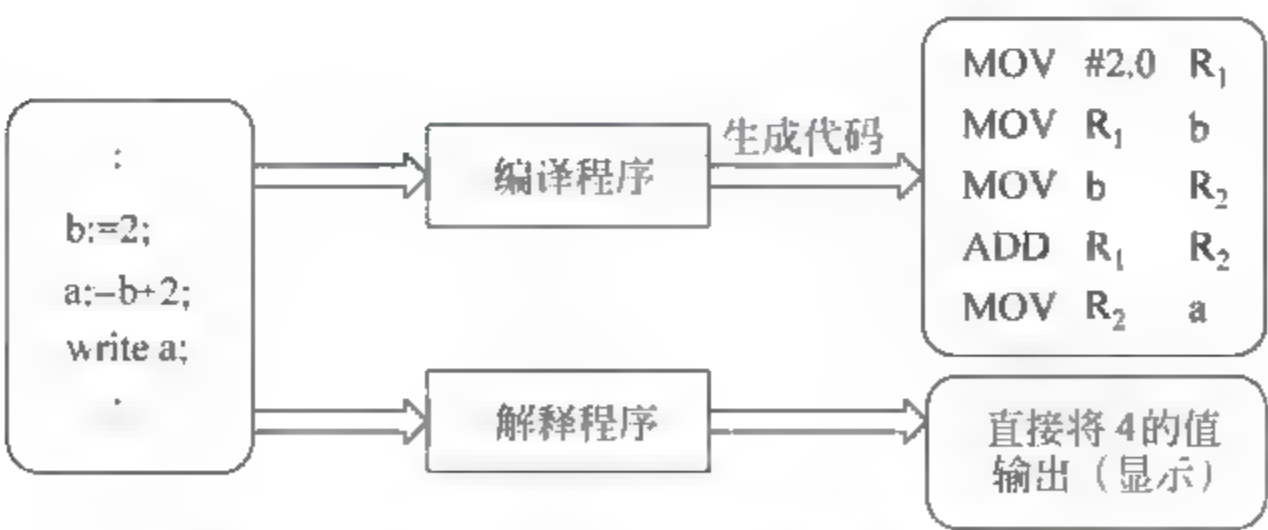 :
b:=2;
a:=b+2;
write a;
.
编译程序
生成代码
MOV #2,0 R₁
MOV R₁ b
MOV b R₂
ADD R₁ R₂
MOV R₂ a
解释程序
直接将4的值
输出（显示）